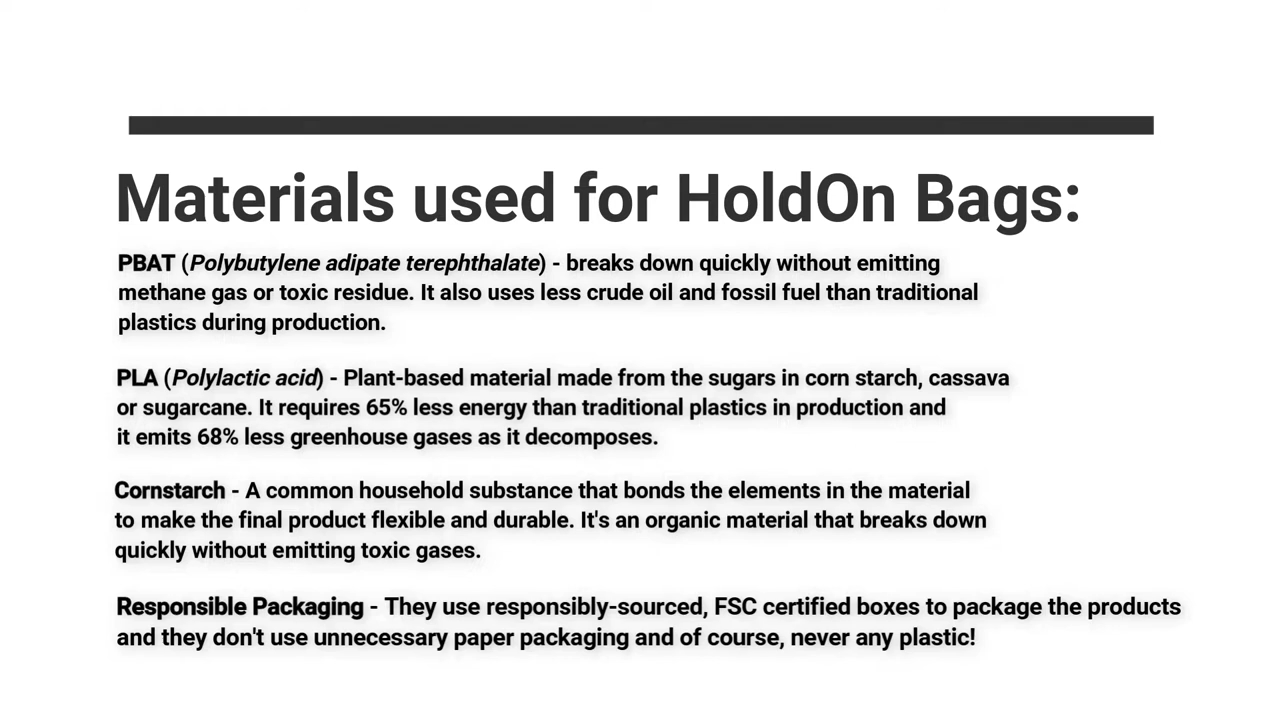 Materials used for HoldOn Bags:
PBAT (Polybutylene adipate terephthalate) - breaks down quickly without emitting
methane gas or toxic residue. It also uses less crude oil and fossil fuel than traditional
plastics during production.
PLA (Polylactic acid) - Plant-based material made from the sugars in corn starch, cassava
or sugarcane. It requires 65% less energy than traditional plastics in production and
it emits 68% less greenhouse gases as it decomposes.
Cornstarch - A common household substance that bonds the elements in the material
to make the final product flexible and durable. It's an organic material that breaks down
quickly without emitting toxic gases.
Responsible Packaging - They use responsibly-sourced, FSC certified boxes to package the products
and they don't use unnecessary paper packaging and of course, never any plastic!